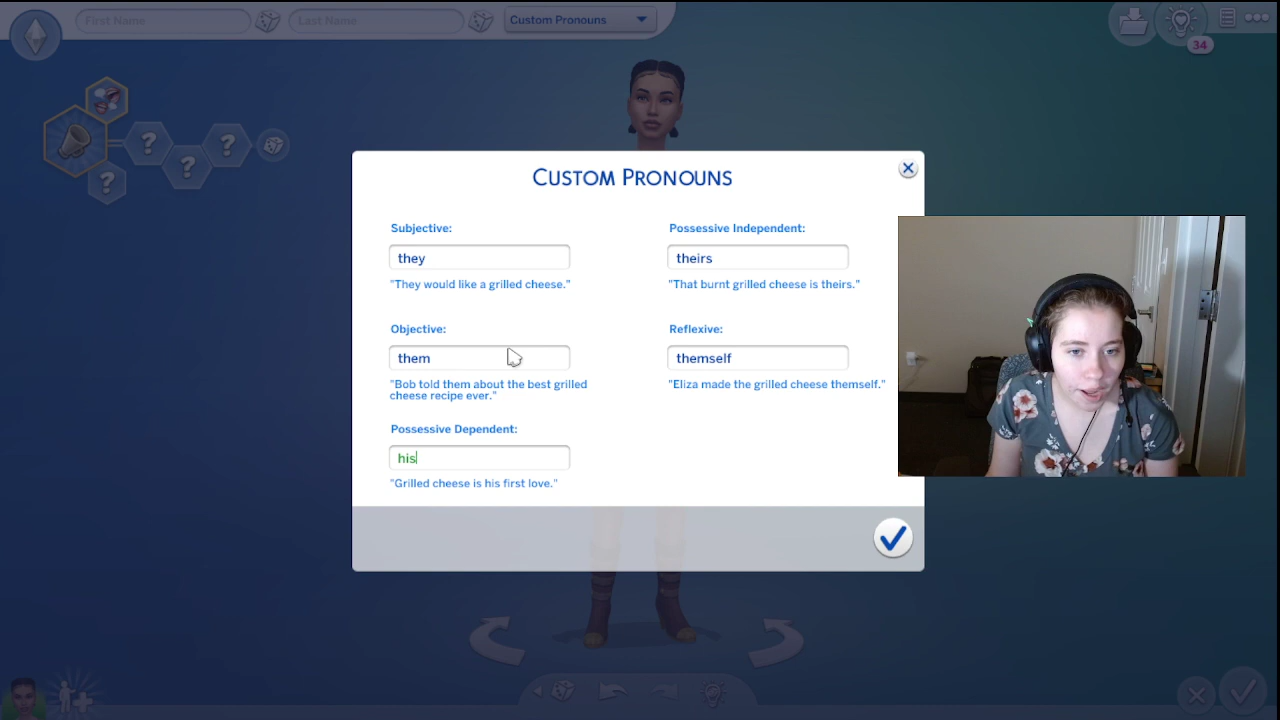 First Name
Last Name
Custom Pronouns
34
CUSTOM PRONOUNS
Subjective:
they
"They would like a grilled cheese."
Possessive Independent:
theirs
"That burnt grilled cheese is theirs."
Objective:
them
"Bob told them about the best grilled
cheese recipe ever."
Reflexive:
themself
"Eliza made the grilled cheese themself."
Possessive Dependent:
his
"Grilled cheese is his first love."